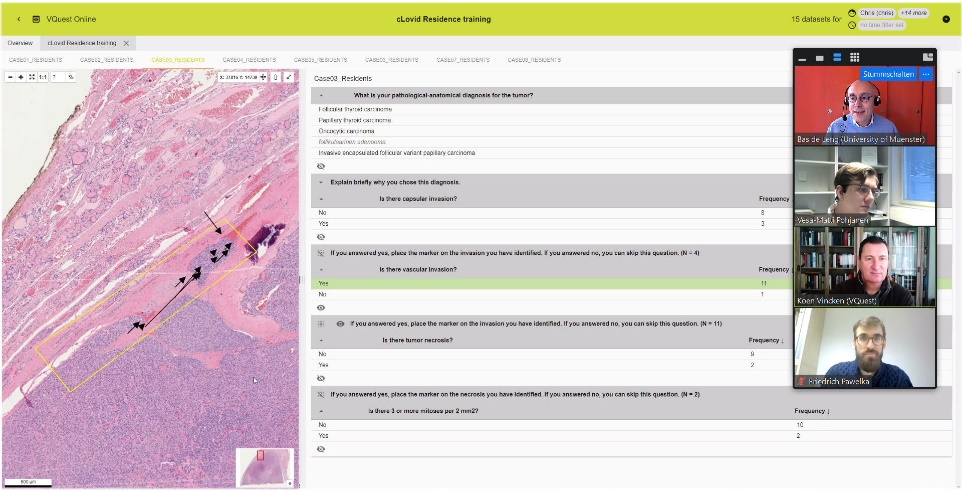 VQuest Online
cLovid Residence training
15 datasets for
Chris (chris)
+14 more
no time filter set
Overview
cLovid Residence training
CASE01_RESIDENTS
CASE02_RESIDENTS
CASE03_RESIDENTS
CASE04_RESIDENTS
CASE05_RESIDENTS
CASE06_RESIDENTS
CASE07_RESIDENTS
CASE08_RESIDENTS
1:1
%
Case03_Residents
What is your pathological-anatomical diagnosis for the tumor?
Follicular thyroid carcinoma
Papillary thyroid carcinoma
Oncocytic carcinoma
Invasive encapsulated follicular variant papillary carcinoma
Explain briefly why you chose this diagnosis.
Is there capsular invasion?
Frequency
No
8
Yes
3
If you answered yes, place the marker on the invasion you have identified. If you answered no, you can skip this question. (N = 4)
Is there vascular invasion?
Frequency
Yes
11
No
1
If you answered yes, place the marker on the invasion you have identified. If you answered no, you can skip this question. (N = 11)
Is there tumor necrosis?
Frequency ↓
No
9
Yes
2
If you answered yes, place the marker on the necrosis you have identified. If you answered no, you can skip this question. (N = 2)
Is there 3 or more mitoses per 2 mm2?
Frequency ↓
No
10
Yes
2
Stummschalten
...
Bas de Leng (University of Muenster)
Vesa-Matti Pohjanen
Koen Vincken (VQuest)
Friedrich Pawelka